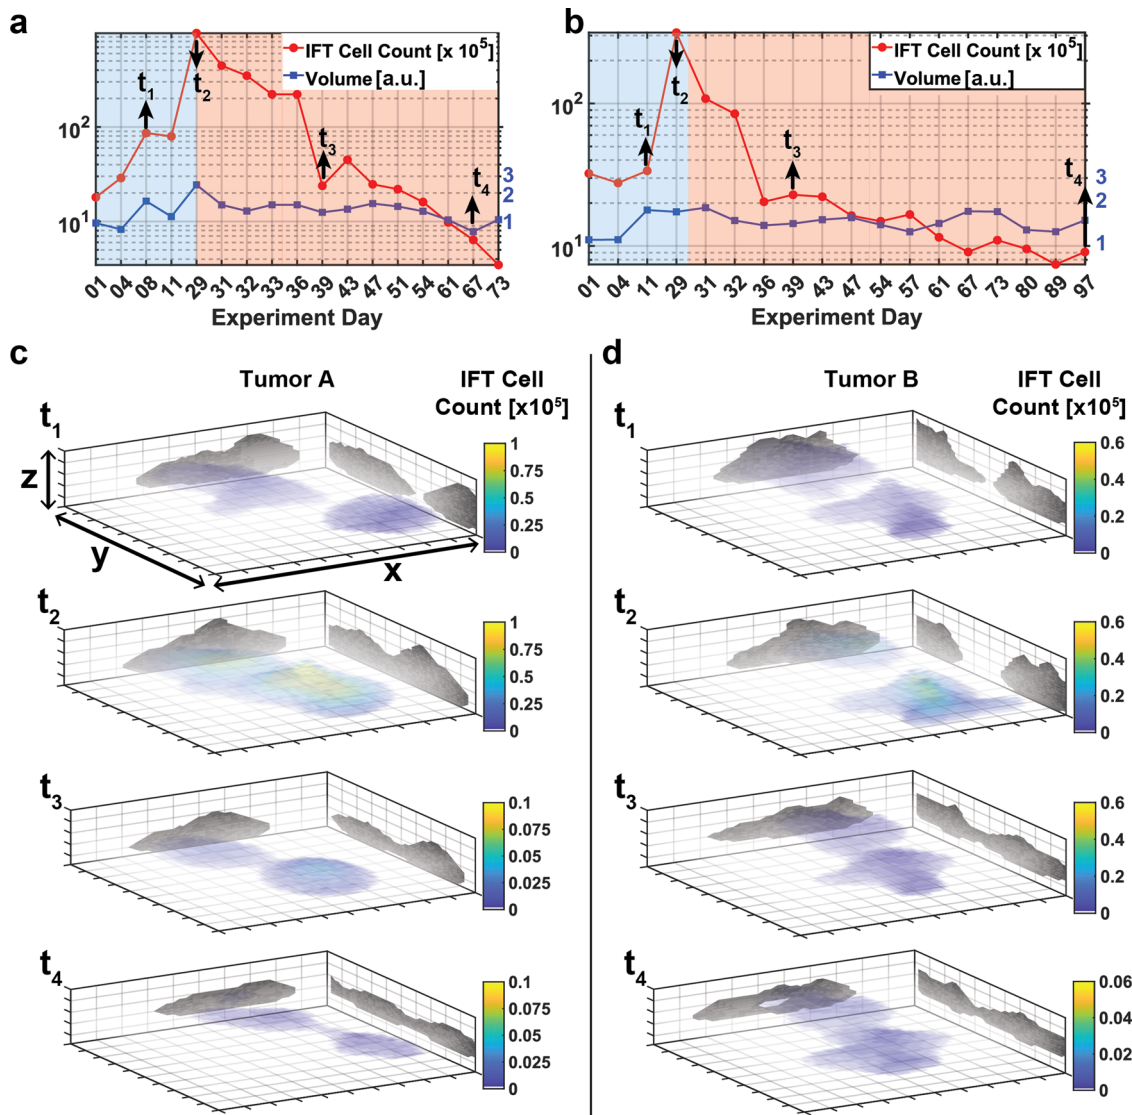 a
IFT Cell Count [x 10⁵]
Volume [a.u.]
t₁
t₂
t₃
t₄
10²
10¹
3
2
1
01 04 08 11 29 31 32 33 36 39 43 47 51 54 61 67 73
Experiment Day
b
IFT Cell Count [x 10⁵]
Volume [a.u.]
t₁
t₂
t₃
t₄
10²
10¹
3
2
1
01 04 11 29 31 32 36 39 43 47 54 57 61 67 73 80 89 97
Experiment Day
c
Tumor A
IFT Cell
Count [x10⁵]
t₁
z
y
x
1
0.75
0.5
0.25
0
t₂
1
0.75
0.5
0.25
0
t₃
0.1
0.075
0.05
0.025
0
t₄
0.1
0.075
0.05
0.025
0
d
Tumor B
IFT Cell
Count [x10⁵]
t₁
0.6
0.4
0.2
0
t₂
0.6
0.4
0.2
0
t₃
0.6
0.4
0.2
0
t₄
0.06
0.04
0.02
0